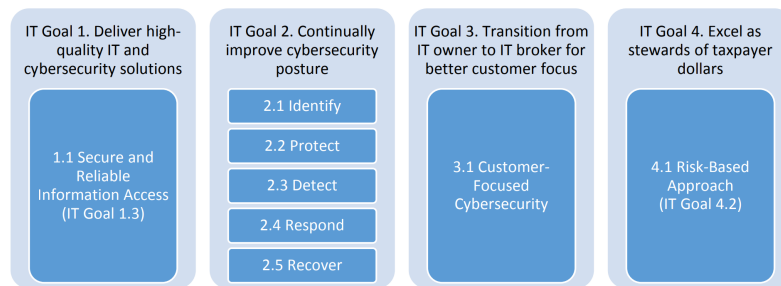 IT Goal 1. Deliver high-
quality IT and
cybersecurity solutions
1.1 Secure and
Reliable
Information Access
(IT Goal 1.3)
IT Goal 2. Continually
improve cybersecurity
posture
2.1 Identify
2.2 Protect
2.3 Detect
2.4 Respond
2.5 Recover
IT Goal 3. Transition from
IT owner to IT broker for
better customer focus
3.1 Customer-
Focused
Cybersecurity
IT Goal 4. Excel as
stewards of taxpayer
dollars
4.1 Risk-Based
Approach
(IT Goal 4.2)